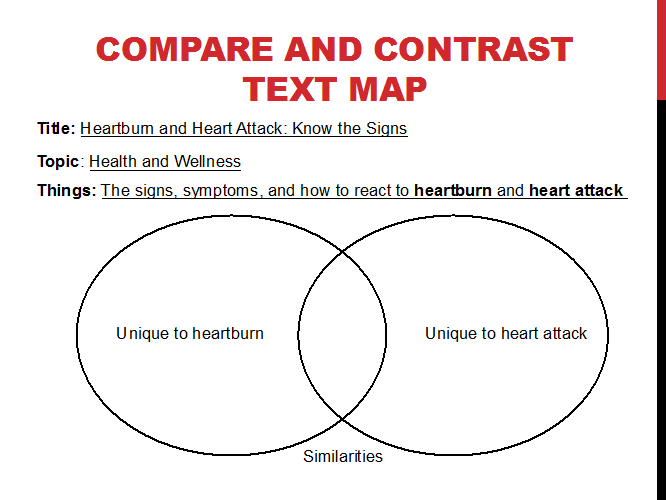 COMPARE AND CONTRAST
TEXT MAP
Title: Heartburn and Heart Attack: Know the Signs
Topic: Health and Wellness
Things: The signs, symptoms, and how to react to heartburn and heart attack
Unique to heartburn
Unique to heart attack
Similarities